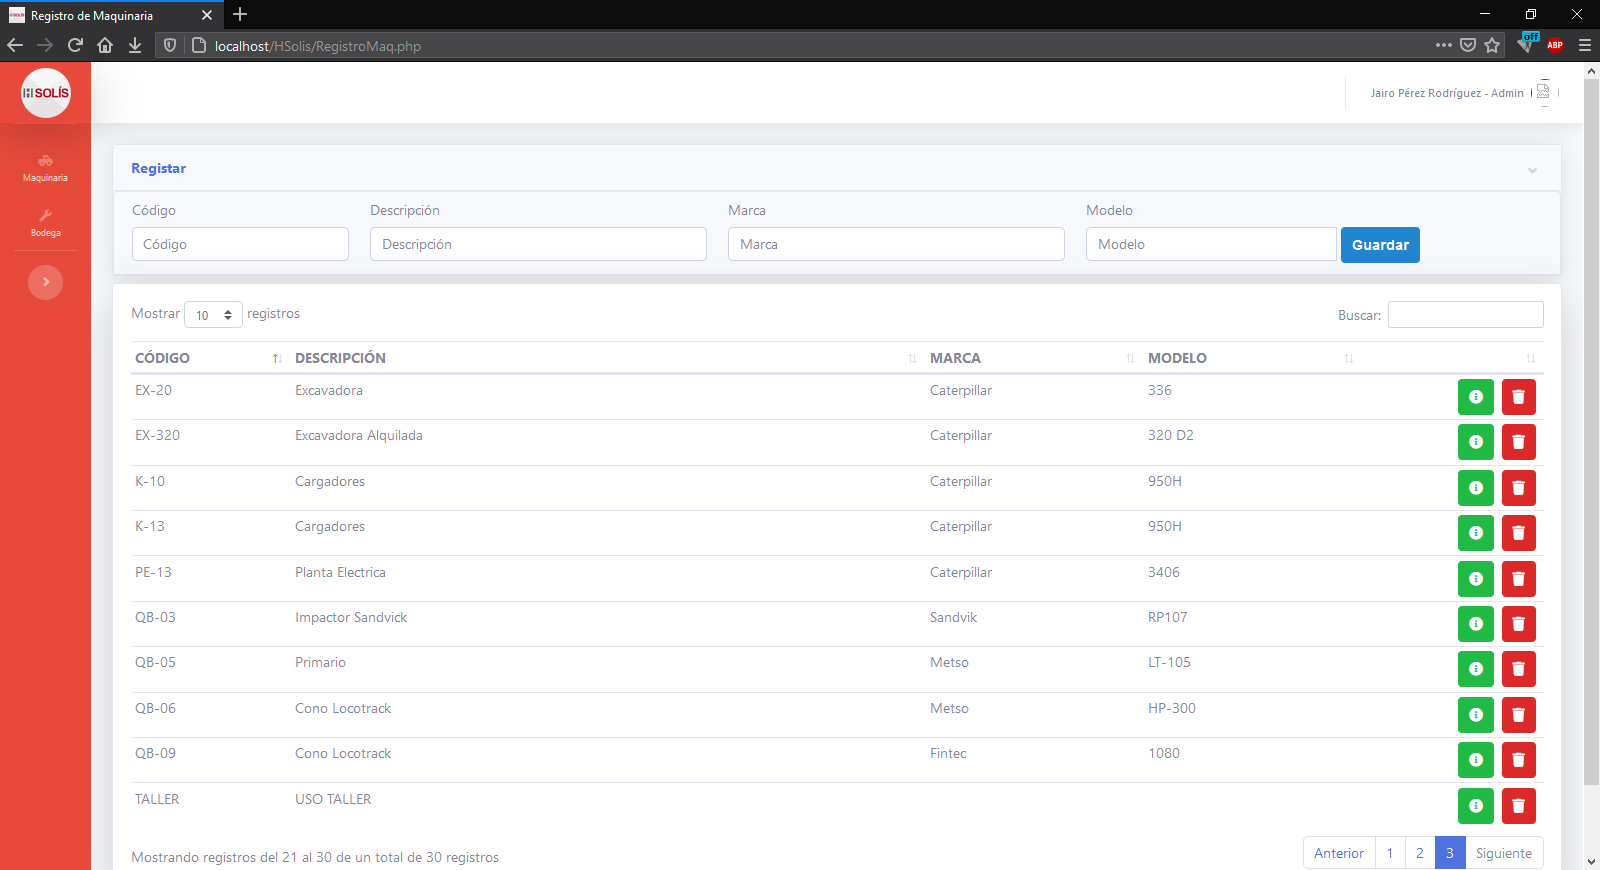 Registro de Maquinaria
localhost/HSolis/RegistroMaq.php
off
ABP
HSOLÍS
Jairo Pérez Rodríguez - Admin
Maquinaria
Bodega
Registar
Código Descripción Marca Modelo
Código Descripción Marca Modelo Guardar
Mostrar 10 registros Buscar:
CÓDIGO DESCRIPCIÓN MARCA MODELO
EX-20 Excavadora Caterpillar 336
EX-320 Excavadora Alquilada Caterpillar 320 D2
K-10 Cargadores Caterpillar 950H
K-13 Cargadores Caterpillar 950H
PE-13 Planta Electrica Caterpillar 3406
QB-03 Impactor Sandvick Sandvik RP107
QB-05 Primario Metso LT-105
QB-06 Cono Locotrack Metso HP-300
QB-09 Cono Locotrack Fintec 1080
TALLER USO TALLER
Mostrando registros del 21 al 30 de un total de 30 registros
Anterior 1 2 3 Siguiente